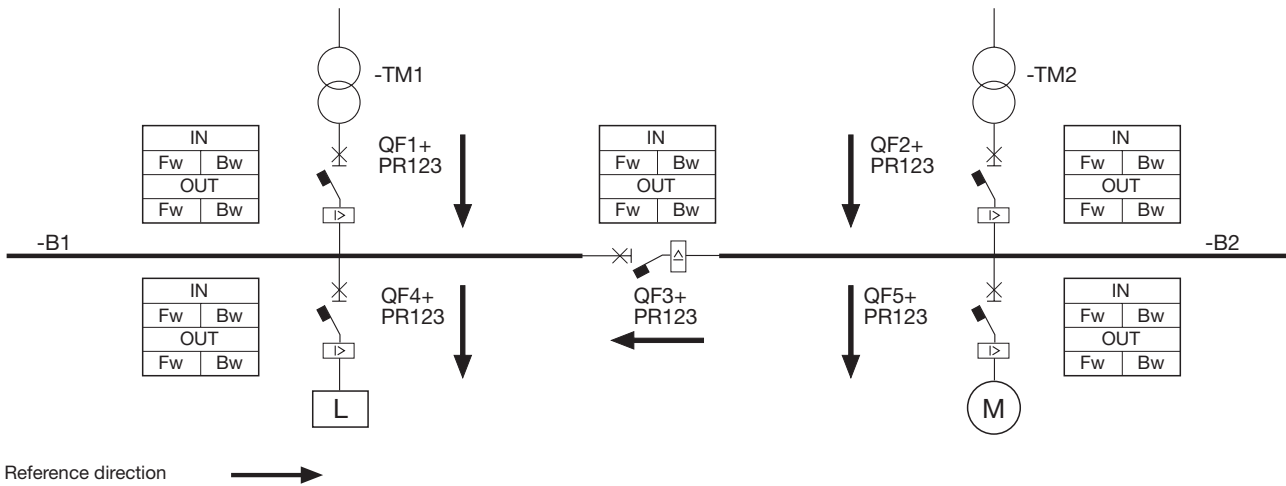 -TM1
-TM2
IN
Fw Bw
OUT
Fw Bw
QF1+
PR123
IN
Fw Bw
OUT
Fw Bw
QF2+
PR123
IN
Fw Bw
OUT
Fw Bw
I>
I>
-B1
-B2
I>
IN
Fw Bw
OUT
Fw Bw
QF4+
PR123
QF3+
PR123
QF5+
PR123
IN
Fw Bw
OUT
Fw Bw
I>
I>
L
M
Reference direction